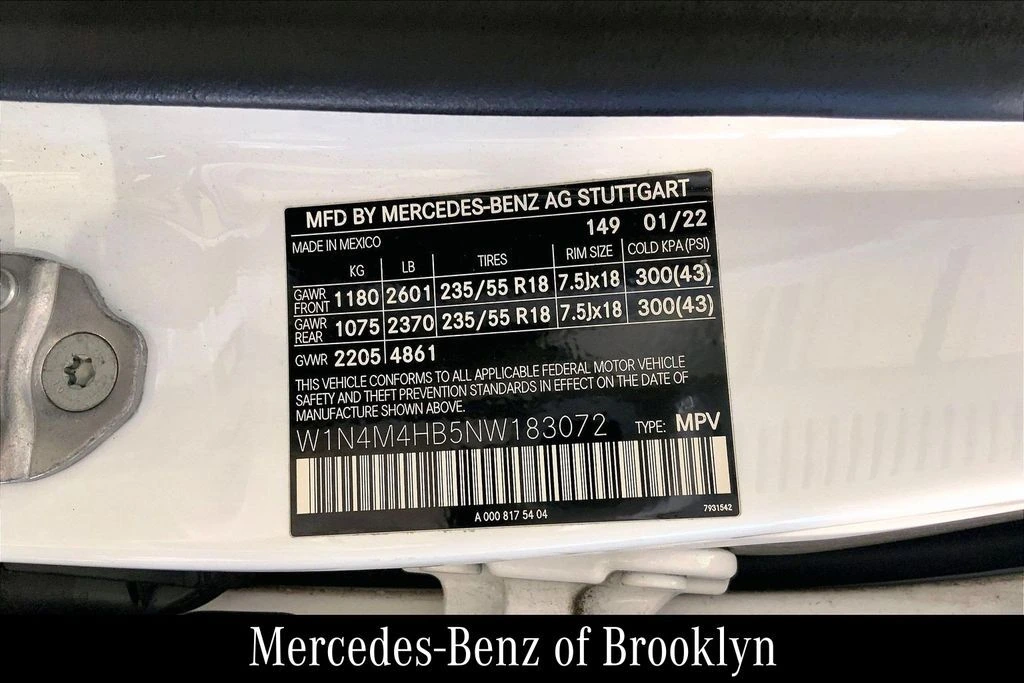 MFD BY MERCEDES-BENZ AG STUTTGART
149 01/22
MADE IN MEXICO
KG LB TIRES RIM SIZE COLD KPA (PSI)
GAWR FRONT 1180 2601 235/55 R18 7.5Jx18 300(43)
GAWR REAR 1075 2370 235/55 R18 7.5Jx18 300(43)
GVWR 2205 4861
THIS VEHICLE CONFORMS TO ALL APPLICABLE FEDERAL MOTOR VEHICLE
SAFETY AND THEFT PREVENTION STANDARDS IN EFFECT ON THE DATE OF
MANUFACTURE SHOWN ABOVE.
W1N4M4HB5NW183072 TYPE: MPV
A 000 817 54 04 7931542
Mercedes-Benz of Brooklyn